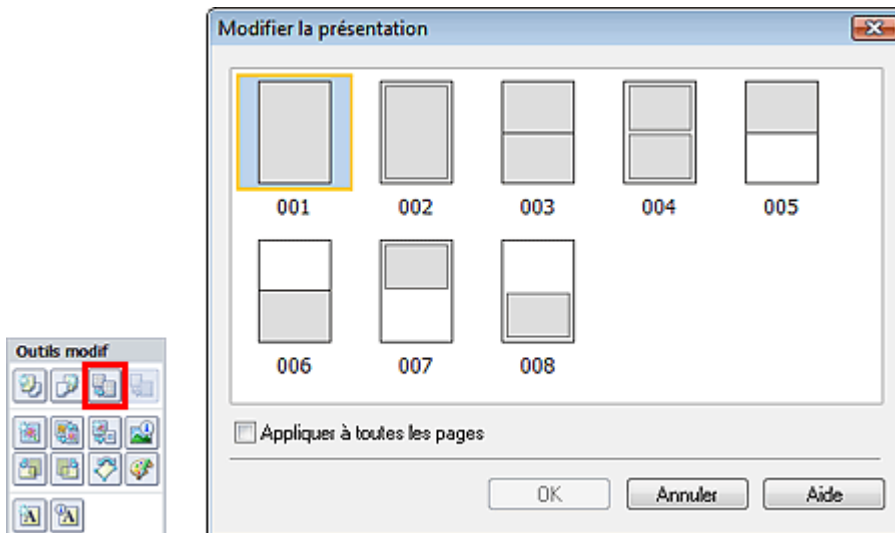 Modifier la présentation
001 002 003 004 005
006 007 008
Outils modif
Appliquer à toutes les pages
OK Annuler Aide
A A